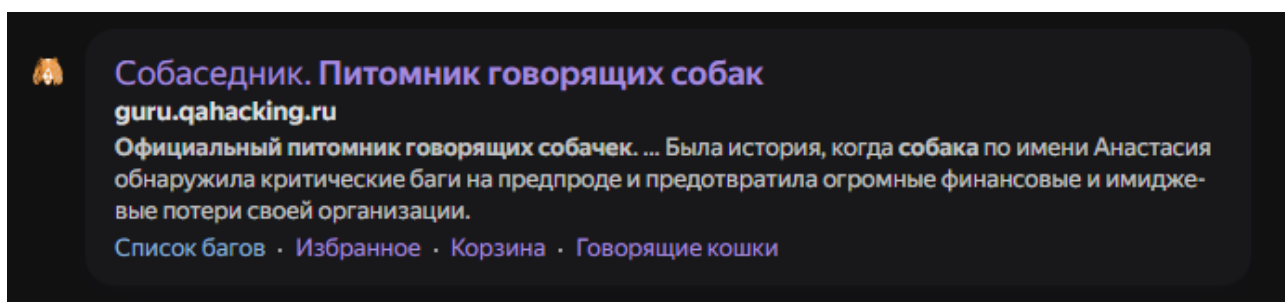 Собаседник. Питомник говорящих собак
guru.qahacking.ru
Официальный питомник говорящих собачек. ... Была история, когда собака по имени Анастасия
обнаружила критические баги на предпроде и предотвратила огромные финансовые и имидже-
вые потери своей организации.
Список багов · Избранное · Корзина · Говорящие кошки